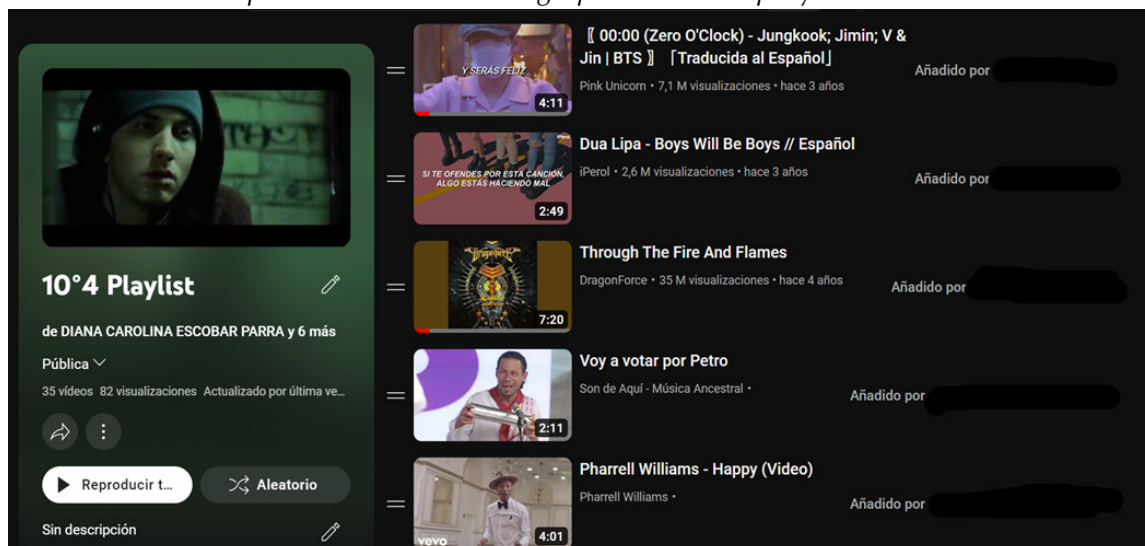 10°4 Playlist
de DIANA CAROLINA ESCOBAR PARRA y 6 más
Pública
35 vídeos 82 visualizaciones Actualizado por última ve...
Reproducir t...
Aleatorio
Sin descripción
Y SERÁS FELIZ
4:11
〖 00:00 (Zero O'Clock) - Jungkook; Jimin; V &
Jin | BTS 〗「Traducida al Español」
Pink Unicorn • 7,1 M visualizaciones • hace 3 años
Añadido por
SI TE OFENDES POR ESTA CANCIÓN,
ALGO ESTÁS HACIENDO MAL
2:49
Dua Lipa - Boys Will Be Boys // Español
iPerol • 2,6 M visualizaciones • hace 3 años
Añadido por
DragonForce
7:20
Through The Fire And Flames
DragonForce • 35 M visualizaciones • hace 4 años
Añadido por
2:11
Voy a votar por Petro
Son de Aquí - Música Ancestral •
Añadido por
vevo
4:01
Pharrell Williams - Happy (Video)
Pharrell Williams •
Añadido por